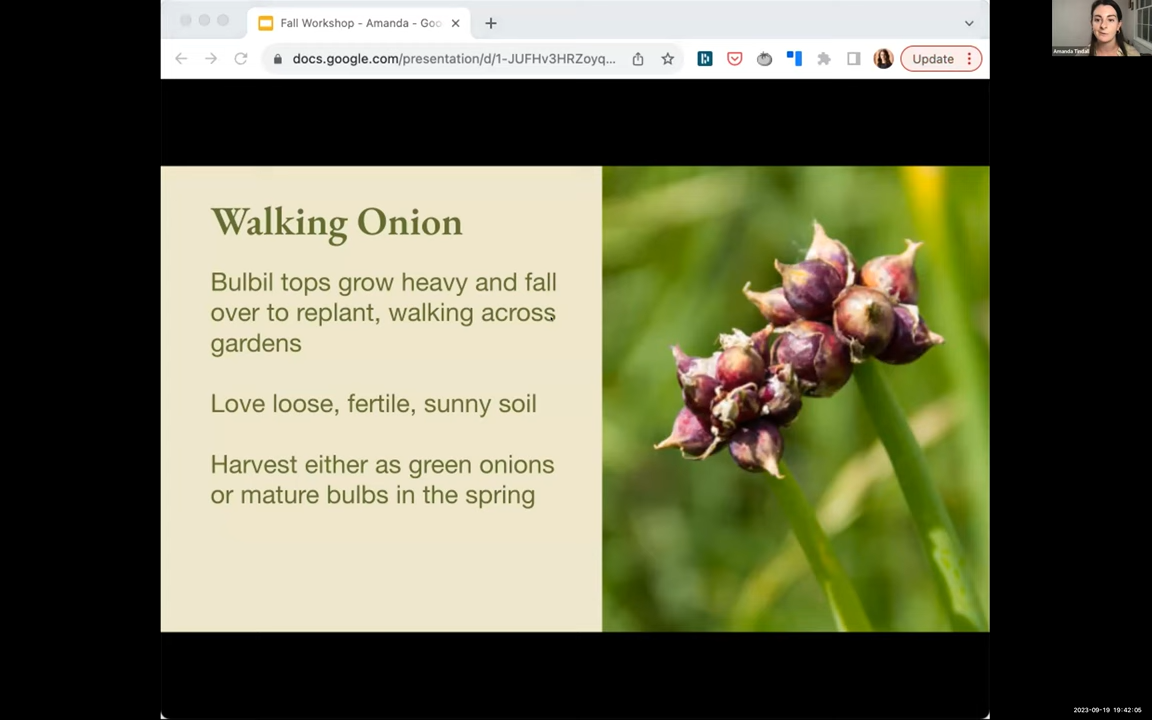 Fall Workshop - Amanda - Goo
docs.google.com/presentation/d/1-JUFHv3HRZoyq...
Update
Amanda Tindall
Walking Onion
Bulbil tops grow heavy and fall
over to replant, walking across
gardens
Love loose, fertile, sunny soil
Harvest either as green onions
or mature bulbs in the spring
2023-09-19 19:42:05